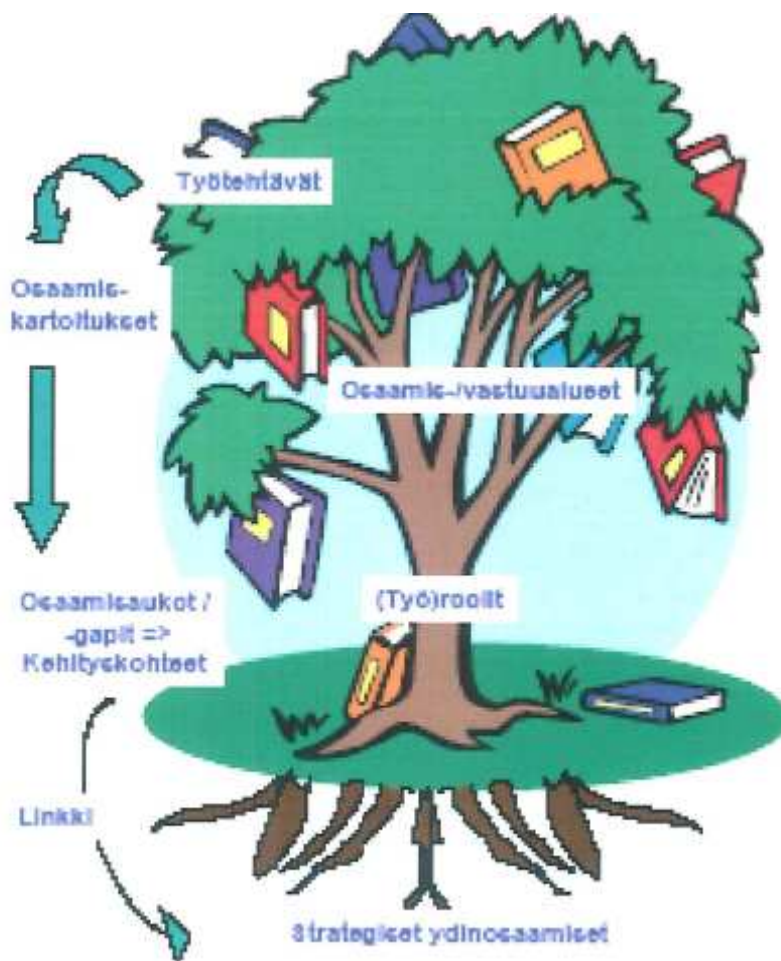 Työtehtävät
Osaamis-
kartoitukset
Osaamis-/vastuualueet
(Työ)roolit
Osaamisaukot /
-gapit =>
Kehityskohteet
Linkki
Strategiset ydinosaamiset